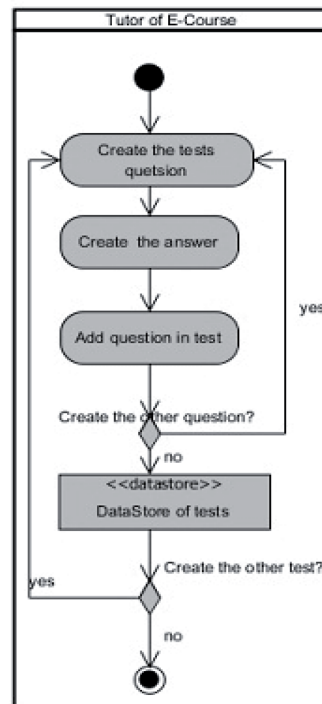 Tutor of E-Course
Create the tests
quetsion
Create the answer
Add question in test
yes
Create the other question?
no
<<datastore>>
DataStore of tests
Create the other test?
yes
no